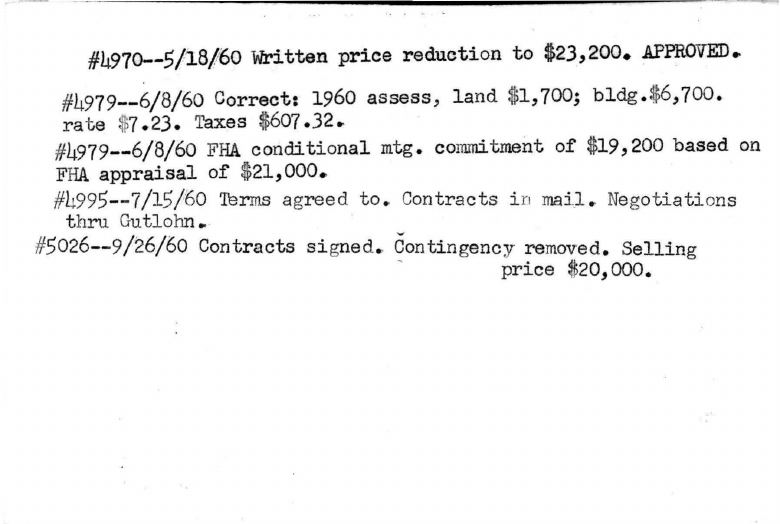 #4970--5/18/60 Written price reduction to $23,200. APPROVED.
#4979--6/8/60 Correct: 1960 assess, land $1,700; bldg.$6,700.
rate $7.23. Taxes $607.32.
#4979--6/8/60 FHA conditional mtg. commitment of $19,200 based on
FHA appraisal of $21,000.
#4995--7/15/60 Terms agreed to. Contracts in mail. Negotiations
thru Gutlohn.
#5026--9/26/60 Contracts signed. Contingency removed. Selling
price $20,000.